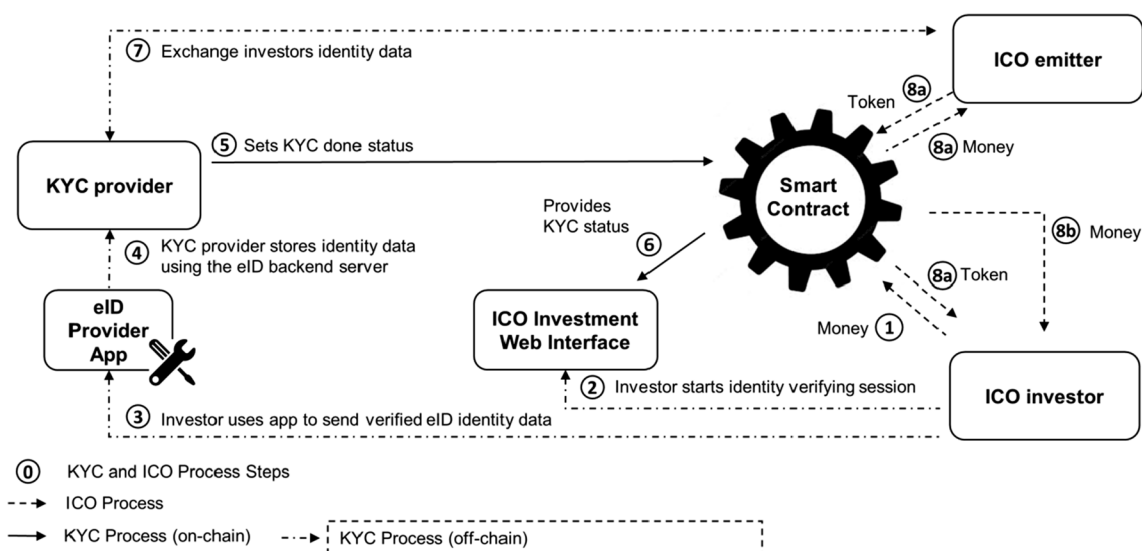 ⑦ Exchange investors identity data
ICO emitter
Token 8a
8a Money
⑤ Sets KYC done status
KYC provider
Smart
Contract
Provides
KYC status
⑥
8b Money
④ KYC provider stores identity data
using the eID backend server
8a Token
eID
Provider
App
ICO Investment
Web Interface
Money ①
② Investor starts identity verifying session
ICO investor
③ Investor uses app to send verified eID identity data
⓪ KYC and ICO Process Steps
ICO Process
KYC Process (on-chain)
KYC Process (off-chain)